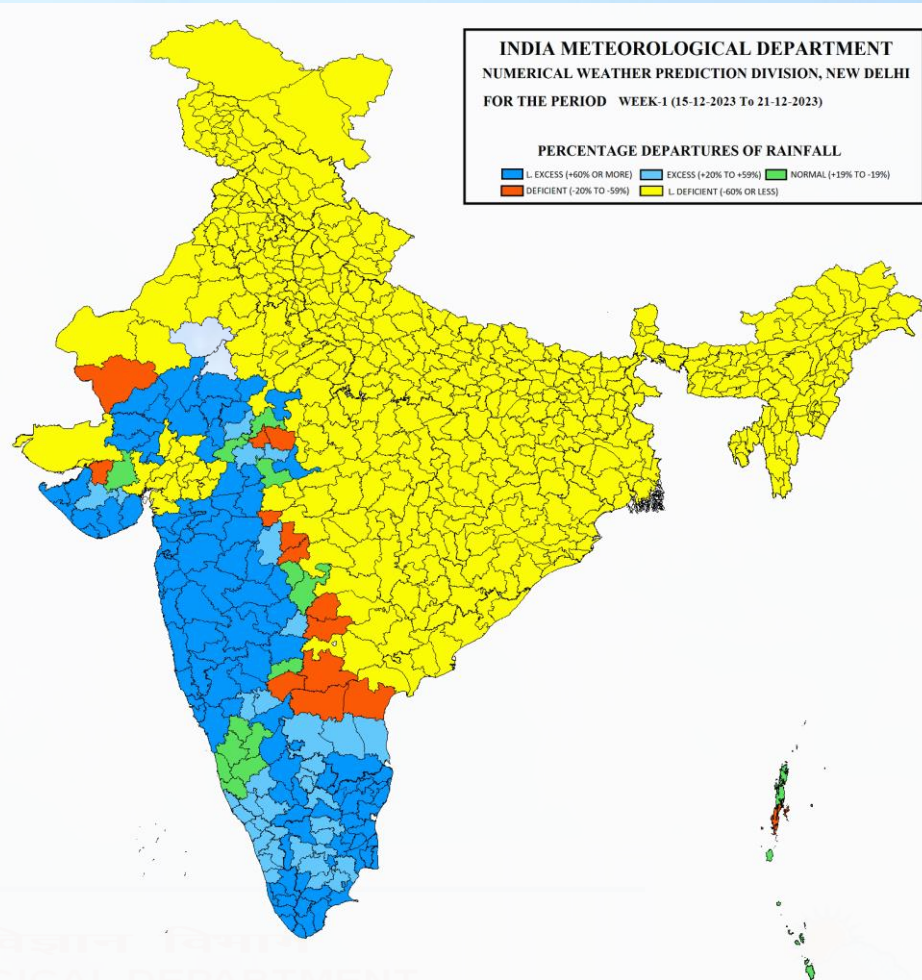 INDIA METEOROLOGICAL DEPARTMENT
NUMERICAL WEATHER PREDICTION DIVISION, NEW DELHI
FOR THE PERIOD WEEK-1 (15-12-2023 To 21-12-2023)
PERCENTAGE DEPARTURES OF RAINFALL
L. EXCESS (+60% OR MORE) EXCESS (+20% TO +59%) NORMAL (+19% TO -19%)
DEFICIENT (-20% TO -59%) L. DEFICIENT (-60% OR LESS)
विज्ञान विभाग
ICAL DEPARTMENT